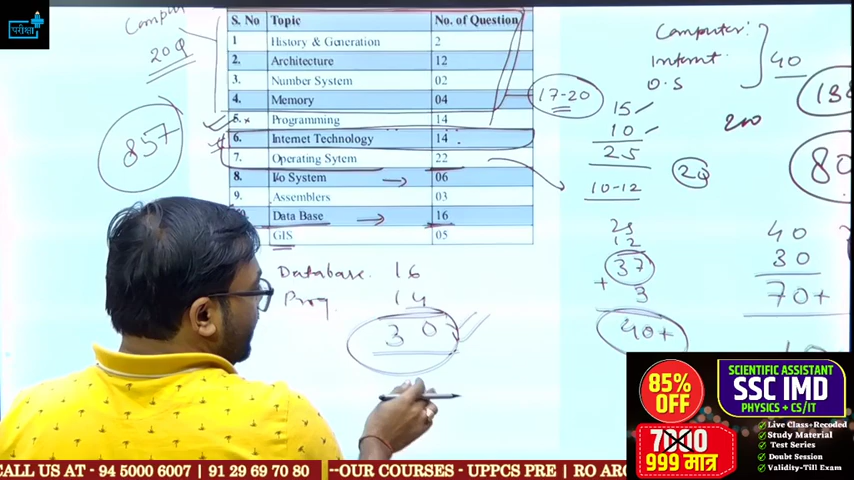 परीक्षा
Computer
20Q
857
S. No Topic No. of Question
1 History & Generation 2
2. Architecture 12
3. Number System 02
4. Memory 04
5. Programming 14
6. Internet Technology 14
7. Operating Sytem 22
8. I/o System 06
9. Assemblers 03
Data Base 16
GIS 05
Database. 16
Prog. 14
30
17-20
15
10
25
10-12
20
25
12
37
+ 3
40+
Computer
Internet
O.S
40
40
30
70+
85%
OFF
7000
999 मात्र
SCIENTIFIC ASSISTANT
SSC IMD
PHYSICS + CS/IT
Live Class+Recoded
Study Material
Test Series
Doubt Session
Validity-Till Exam
CALL US AT - 94 5000 6007 | 91 29 69 70 80 --OUR COURSES - UPPCS PRE | RO AR